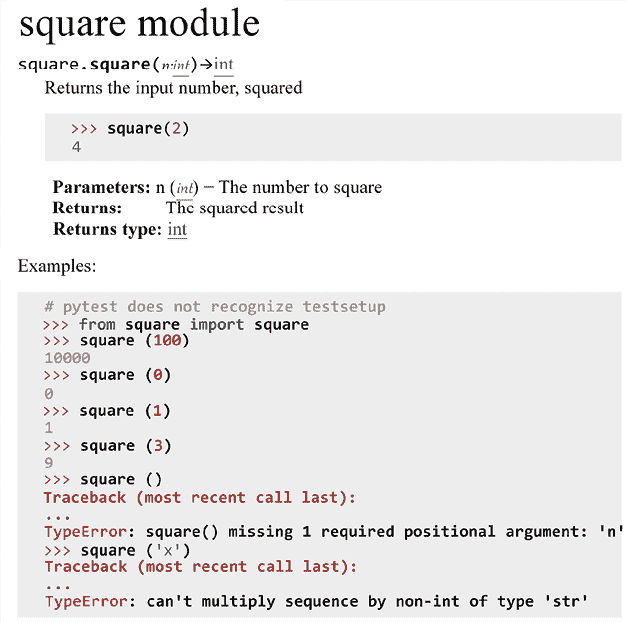 square module
square.square(n:int)→int
Returns the input number, squared
>>> square(2)
4
Parameters: n (int) – The number to square
Returns: The squared result
Returns type: int
Examples:
# pytest does not recognize testsetup
>>> from square import square
>>> square (100)
10000
>>> square (0)
0
>>> square (1)
1
>>> square (3)
9
>>> square ()
Traceback (most recent call last):
...
TypeError: square() missing 1 required positional argument: 'n'
>>> square ('x')
Traceback (most recent call last):
...
TypeError: can't multiply sequence by non-int of type 'str'